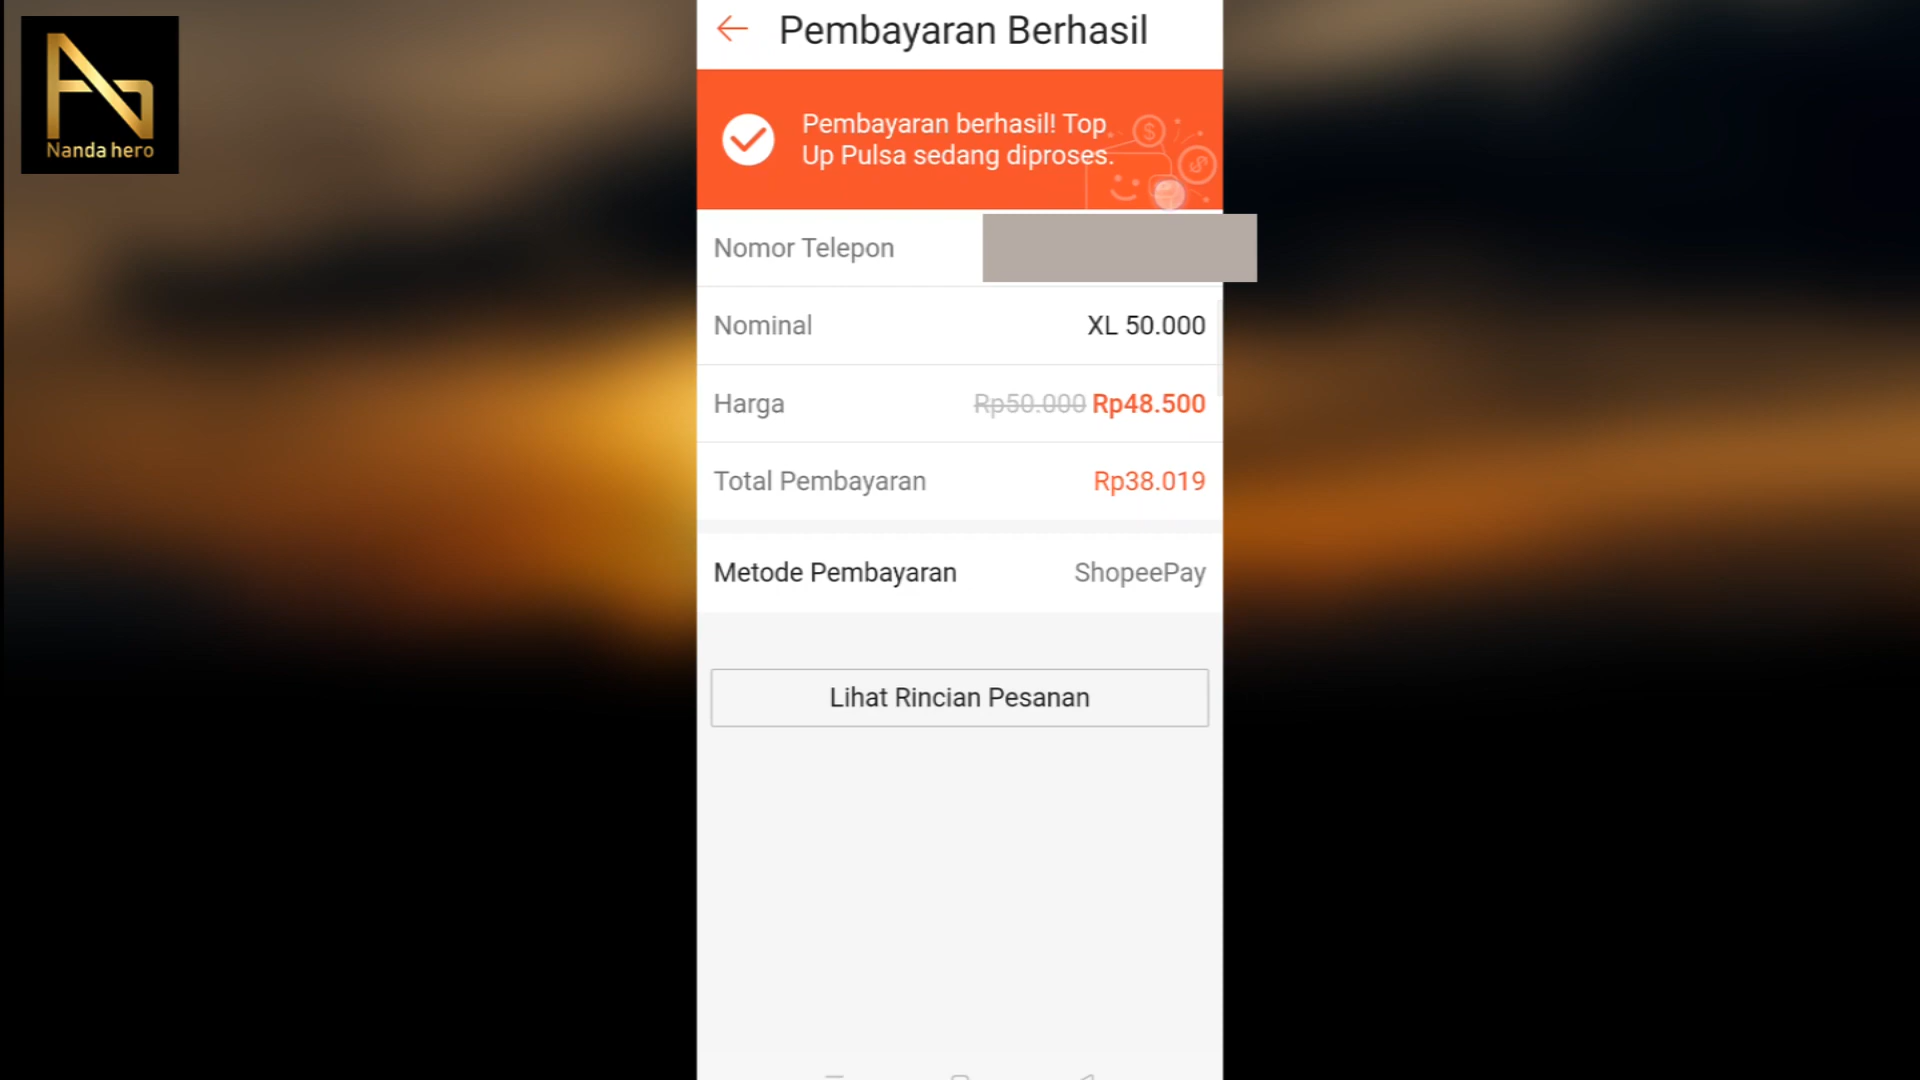 Nanda hero
Pembayaran Berhasil
Pembayaran berhasil! Top
Up Pulsa sedang diproses.
Nomor Telepon
Nominal XL 50.000
Harga Rp50.000 Rp48.500
Total Pembayaran Rp38.019
Metode Pembayaran ShopeePay
Lihat Rincian Pesanan